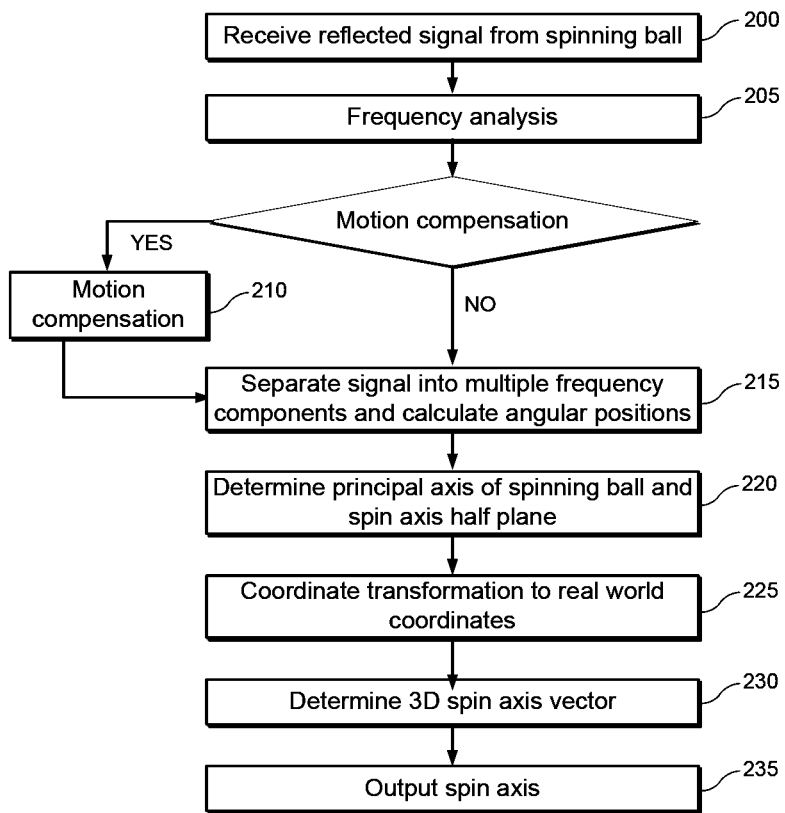 Receive reflected signal from spinning ball
200
Frequency analysis
205
Motion compensation
YES
NO
Motion
compensation
210
Separate signal into multiple frequency
components and calculate angular positions
215
Determine principal axis of spinning ball and
spin axis half plane
220
Coordinate transformation to real world
coordinates
225
Determine 3D spin axis vector
230
Output spin axis
235